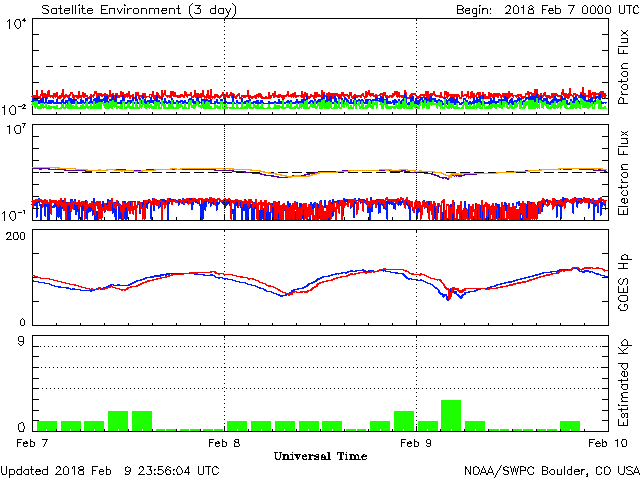 Satellite Environment (3 day) Begin: 2018 Feb 7 0000 UTC
10^4
10^-2
Proton Flux
10^7
10^-1
Electron Flux
200
0
GOES Hp
9
0
Estimated Kp
Feb 7 Feb 8 Feb 9 Feb 10
Universal Time
Updated 2018 Feb 9 23:56:04 UTC NOAA/SWPC Boulder, CO USA